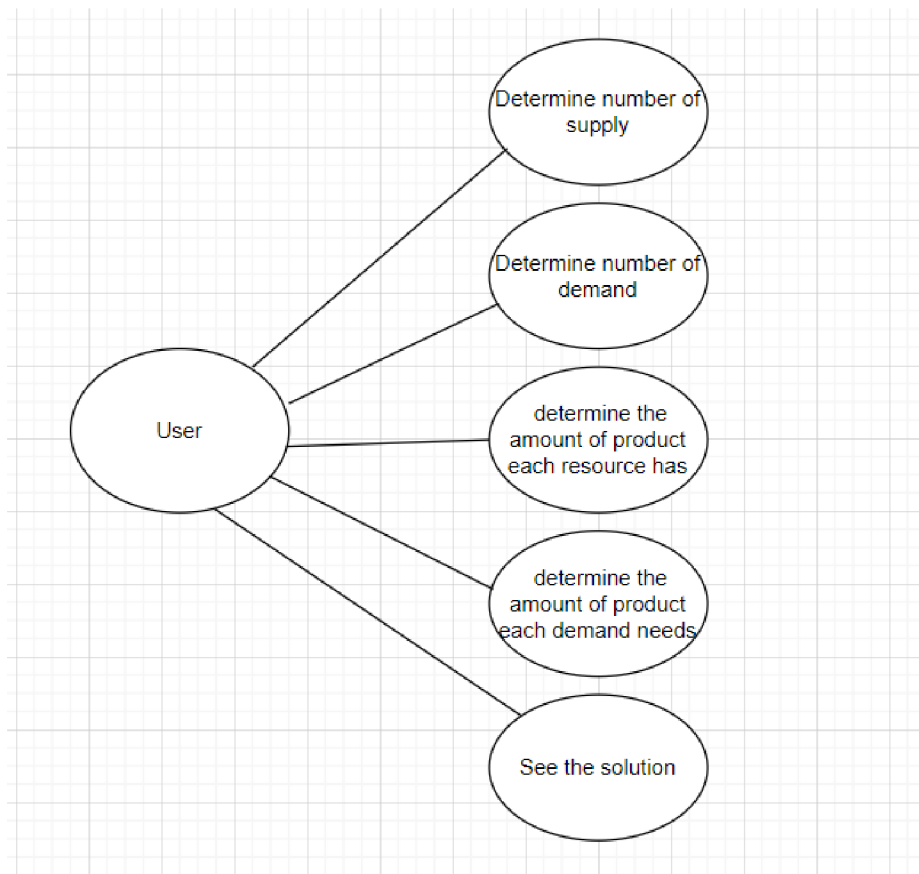 Determine number of
supply
Determine number of
demand
User
determine the
amount of product
each resource has
determine the
amount of product
each demand needs
See the solution